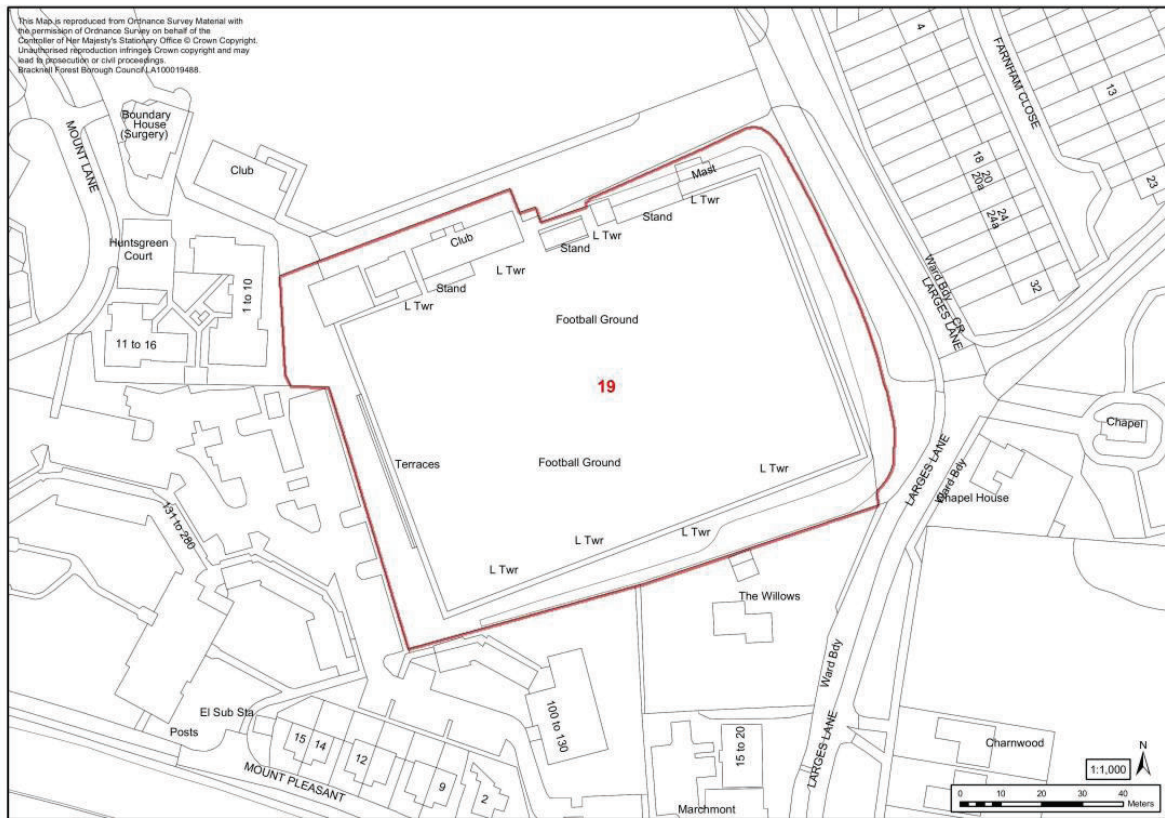 This Map is reproduced from Ordnance Survey Material with
the permission of Ordnance Survey on behalf of the
Controller of Her Majesty's Stationary Office © Crown Copyright.
Unauthorised reproduction infringes Crown copyright and may
lead to prosecution or civil proceedings.
Bracknell Forest Borough Council LA100019488.
4
FARNHAM CLOSE
13
Boundary
House
(Surgery)
MOUNT LANE
Club
18
20
20a
24
24a
23
32
Mast
L Twr
Stand
L Twr
Stand
Club
L Twr
Stand
L Twr
Huntsgreen
Court
1 to 10
11 to 16
Ward Bdy
CR
LARGES LANE
Football Ground
19
Football Ground
Terraces
L Twr
L Twr
L Twr
L Twr
Chapel
LARGES LANE
Ward Bdy
Chapel House
131 to 280
The Willows
Ward Bdy
El Sub Sta
Posts
100 to 130
15
14
12
9
2
MOUNT PLEASANT
15 to 20
Marchmont
LARGES LANE
Charnwood
N
1:1,000
0 10 20 30 40
Meters